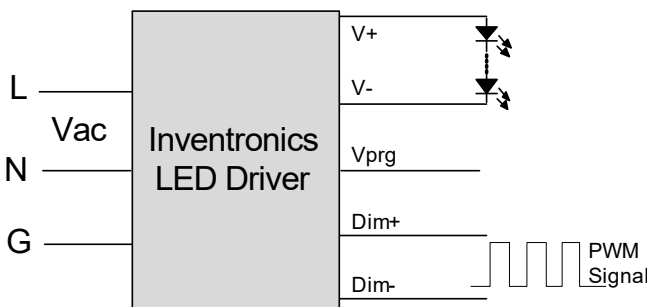 V+
L
V-
Vac
Inventronics
LED Driver
N
Vprg
G
Dim+
PWM
Signal
Dim-